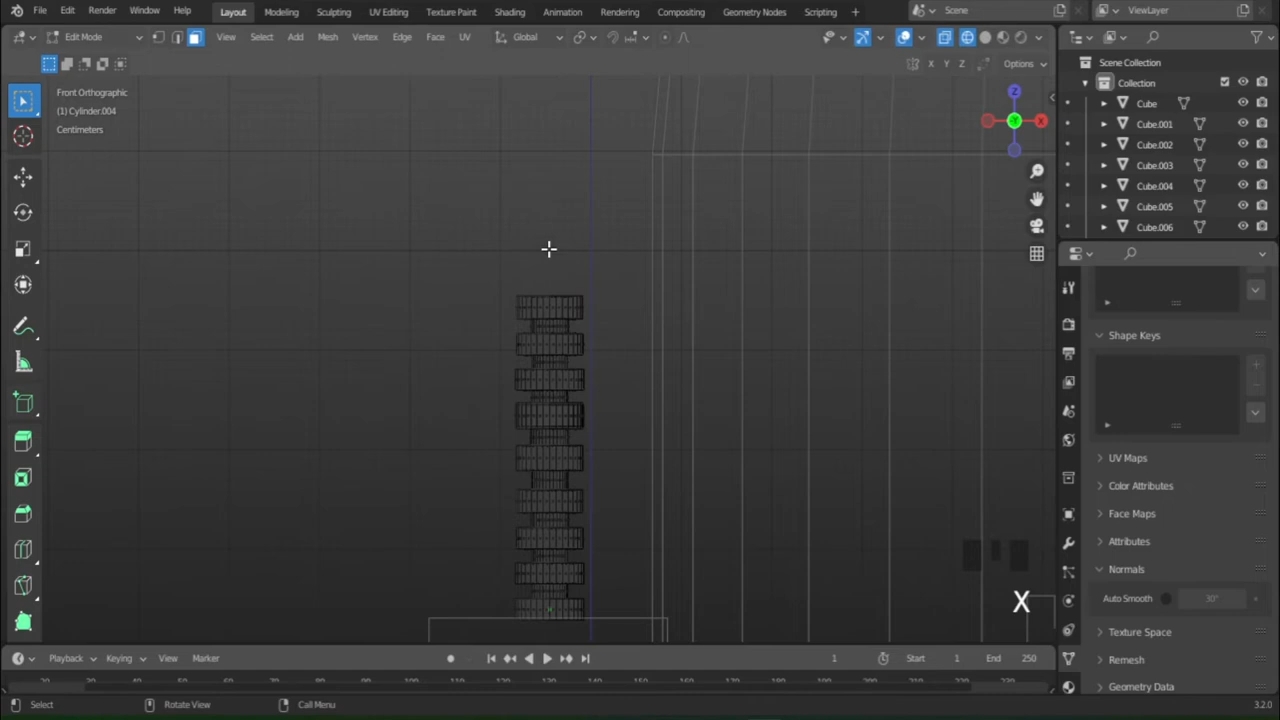 File Edit Render Window Help Layout Modeling Sculpting UV Editing Texture Paint Shading Animation Rendering Compositing Geometry Nodes Scripting + Scene ViewLayer
Edit Mode View Select Add Mesh Vertex Edge Face UV Global
X Y Z Options
Front Orthographic
(1) Cylinder.004
Centimeters
Z
X
-Y
Scene Collection
Collection
Cube
Cube.001
Cube.002
Cube.003
Cube.004
Cube.005
Cube.006
Shape Keys
UV Maps
Color Attributes
Face Maps
Attributes
Normals
Auto Smooth 30°
Texture Space
Remesh
Geometry Data
X
Playback Keying View Marker 1 Start 1 End 250
Select Rotate View Call Menu 3.2.0